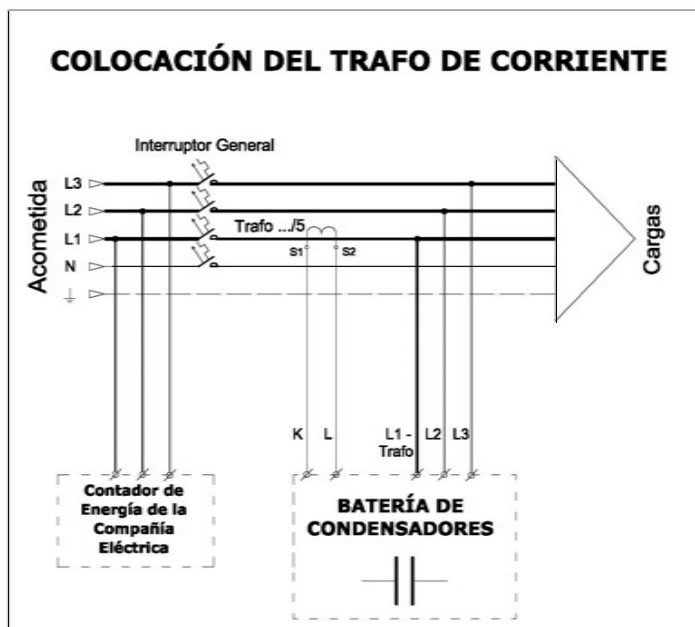 COLOCACIÓN DEL TRAFO DE CORRIENTE
Interruptor General
Acometida
L3
L2
L1
N
Trafo .../5
S1
S2
Cargas
K
L
L1 -
Trafo
L2
L3
Contador de
Energía de la
Compañía
Eléctrica
BATERÍA DE
CONDENSADORES